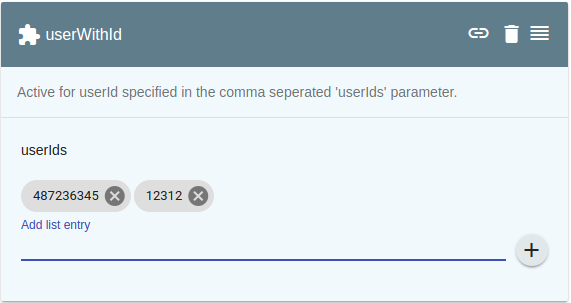 userWithId
Active for userId specified in the comma seperated 'userIds' parameter.
userIds
487236345 12312
Add list entry